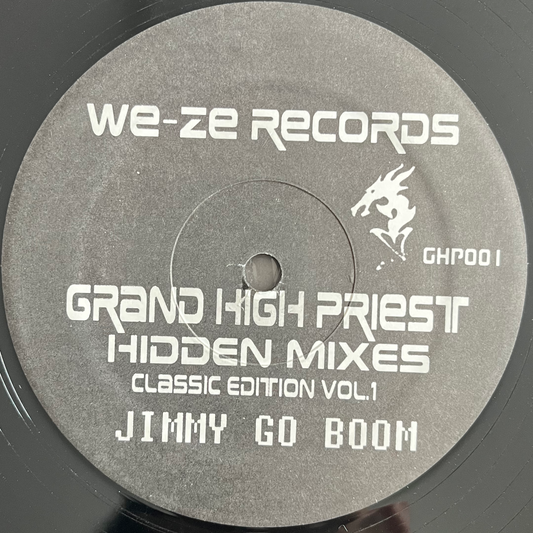 We-Ze Records
GHP001
Grand High Priest
Hidden Mixes
Classic Edition Vol.1
JIMMY GO BOOM